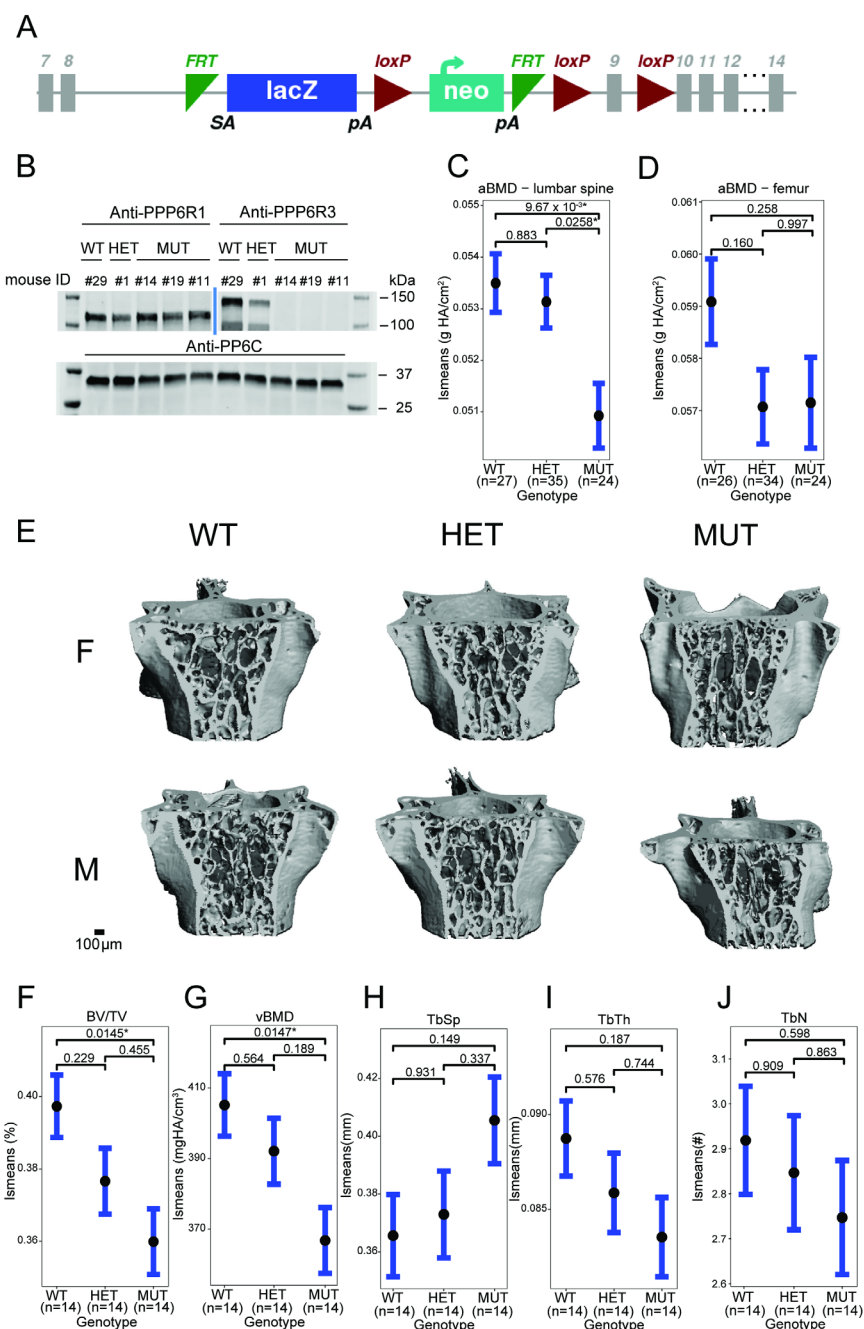 A
7 8 FRT loxP FRT loxP 9 loxP 10 11 12 14
lacZ neo
SA pA pA
B
Anti-PPP6R1 Anti-PPP6R3
WT HET MUT WT HET MUT
mouse ID #29 #1 #14 #19 #11 #29 #1 #14 #19 #11 kDa
150
100
Anti-PP6C
37
25
C
aBMD – lumbar spine
9.67 x 10-3*
0.0258*
0.883
0.055
0.054
0.053
0.052
0.051
lsmeans (g HA/cm²)
WT HET MUT
(n=27) (n=35) (n=24)
Genotype
D
aBMD – femur
0.258
0.997
0.160
0.061
0.060
0.059
0.058
0.057
lsmeans (g HA/cm²)
WT HET MUT
(n=26) (n=34) (n=24)
Genotype
E
WT HET MUT
F
M
100µm
F
BV/TV
0.0145*
0.229 0.455
0.40
0.38
0.36
lsmeans (%)
WT HET MUT
(n=14) (n=14) (n=14)
Genotype
G
vBMD
0.0147*
0.189
0.564
410
390
370
lsmeans (mgHA/cm³)
WT HET MUT
(n=14) (n=14) (n=14)
Genotype
H
TbSp
0.149
0.337
0.931
0.42
0.40
0.38
0.36
lsmeans(mm)
WT HET MUT
(n=14) (n=14) (n=14)
Genotype
I
TbTh
0.187
0.744
0.576
0.090
0.085
lsmeans(mm)
WT HET MUT
(n=14) (n=14) (n=14)
Genotype
J
TbN
0.598
0.863
0.909
3.1
3.0
2.9
2.8
2.7
2.6
lsmeans(#)
WT HET MUT
(n=14) (n=14) (n=14)
Genotype